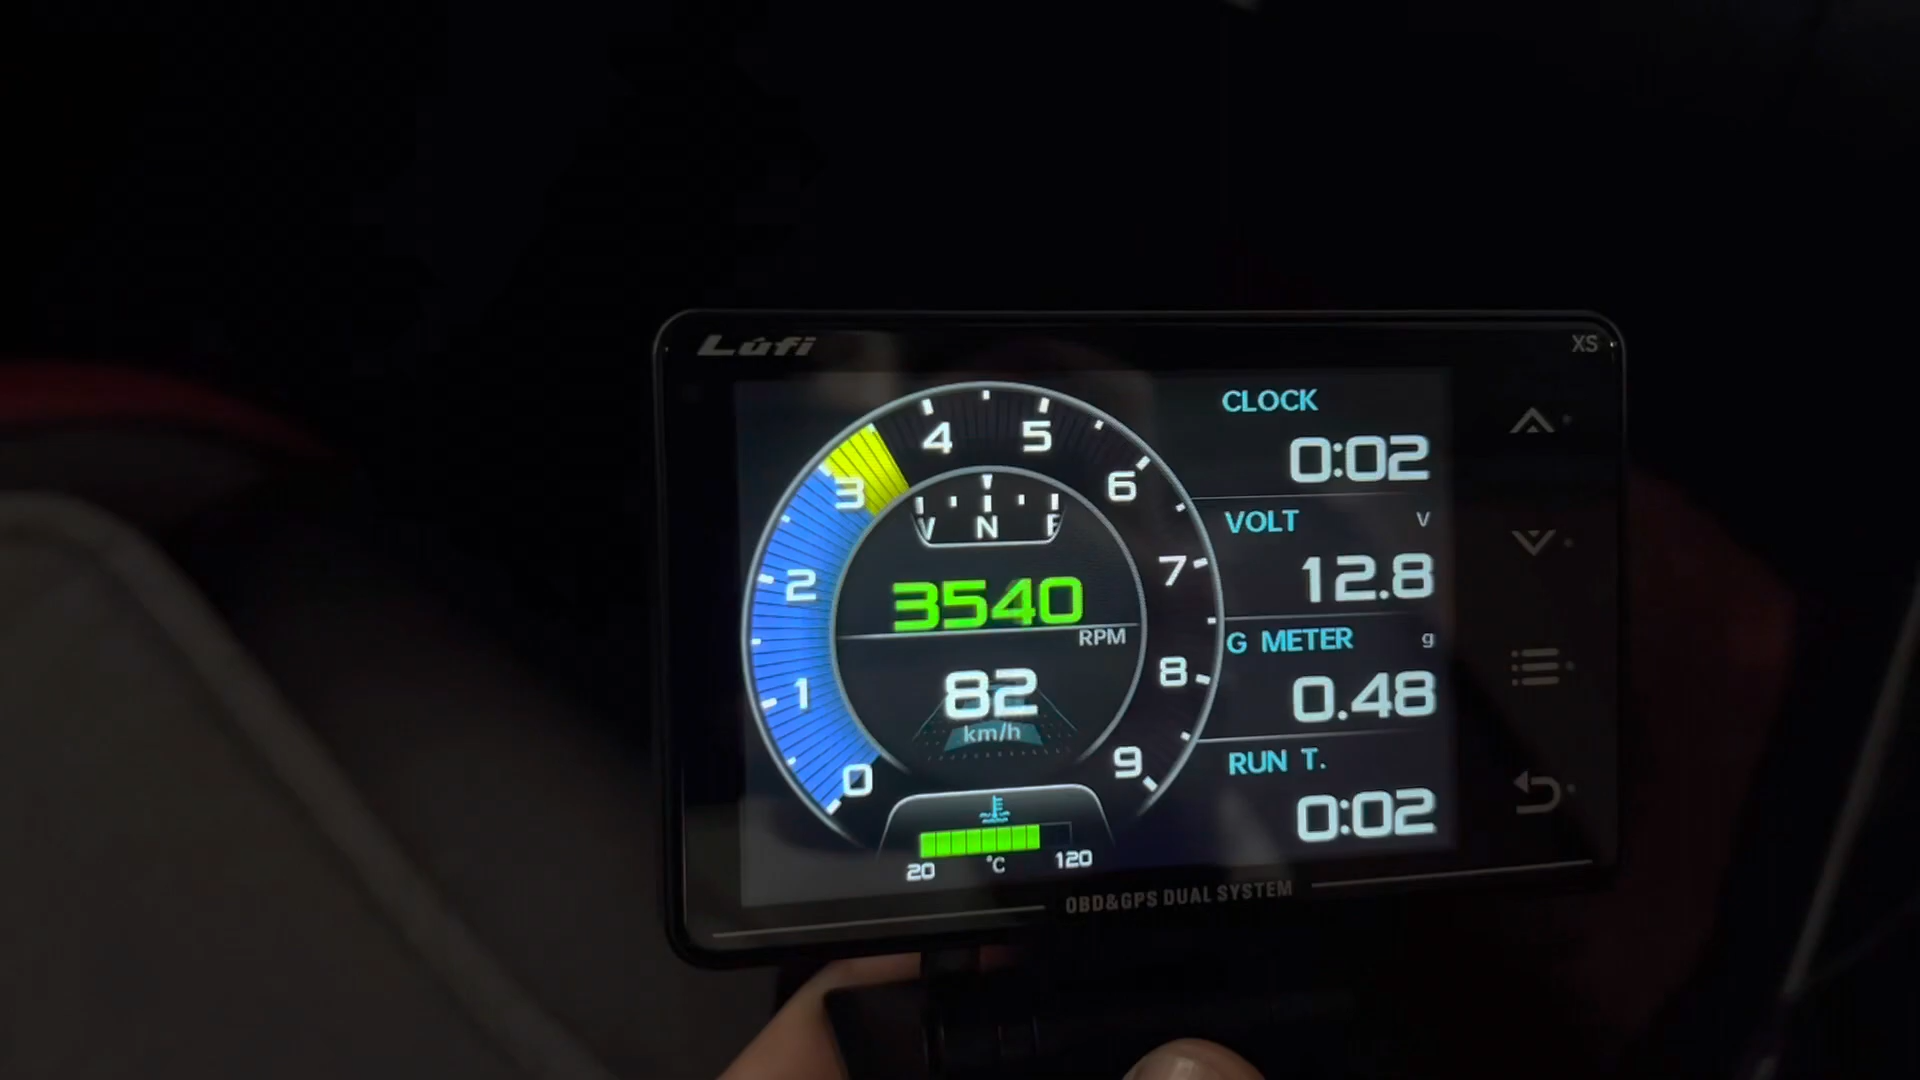 Lufi
XS
CLOCK
0:02
VOLT V
12.8
G METER g
0.48
RUN T.
0:02
0 1 2 3 4 5 6 7 8 9
N
3540
RPM
82
km/h
20 °C 120
OBD&GPS DUAL SYSTEM